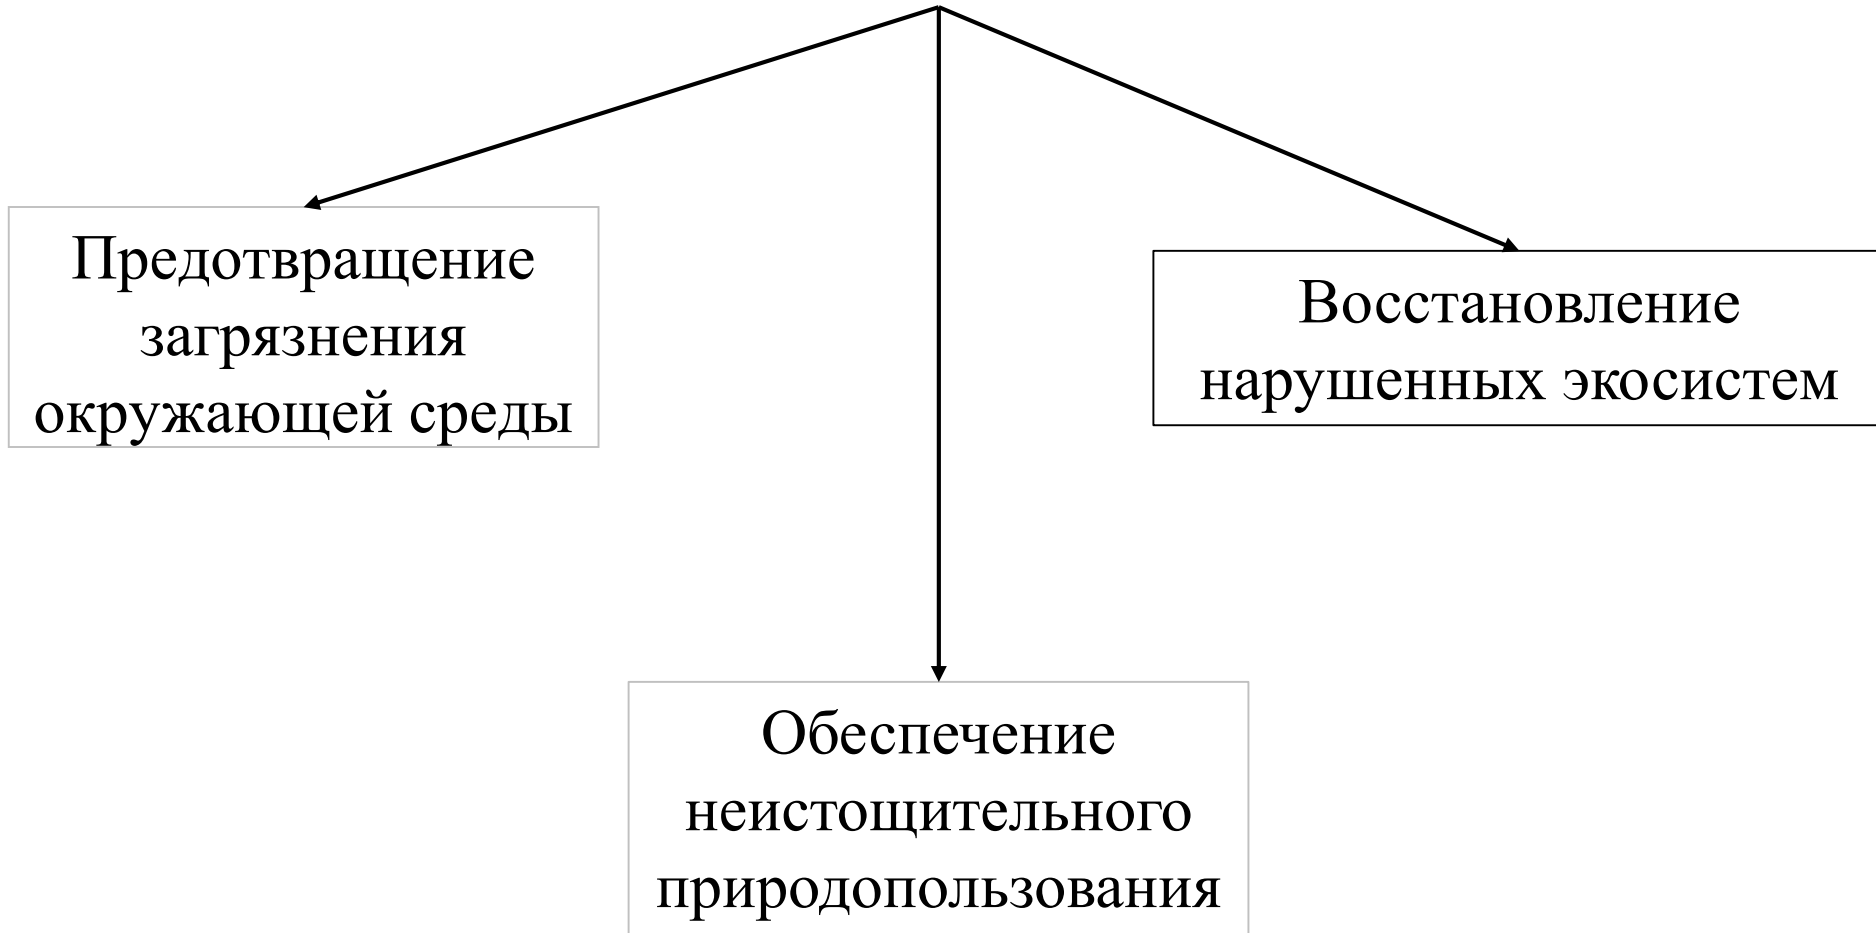 Предотвращение
загрязнения
окружающей среды
Восстановление
нарушенных экосистем
Обеспечение
неистощительного
природопользования